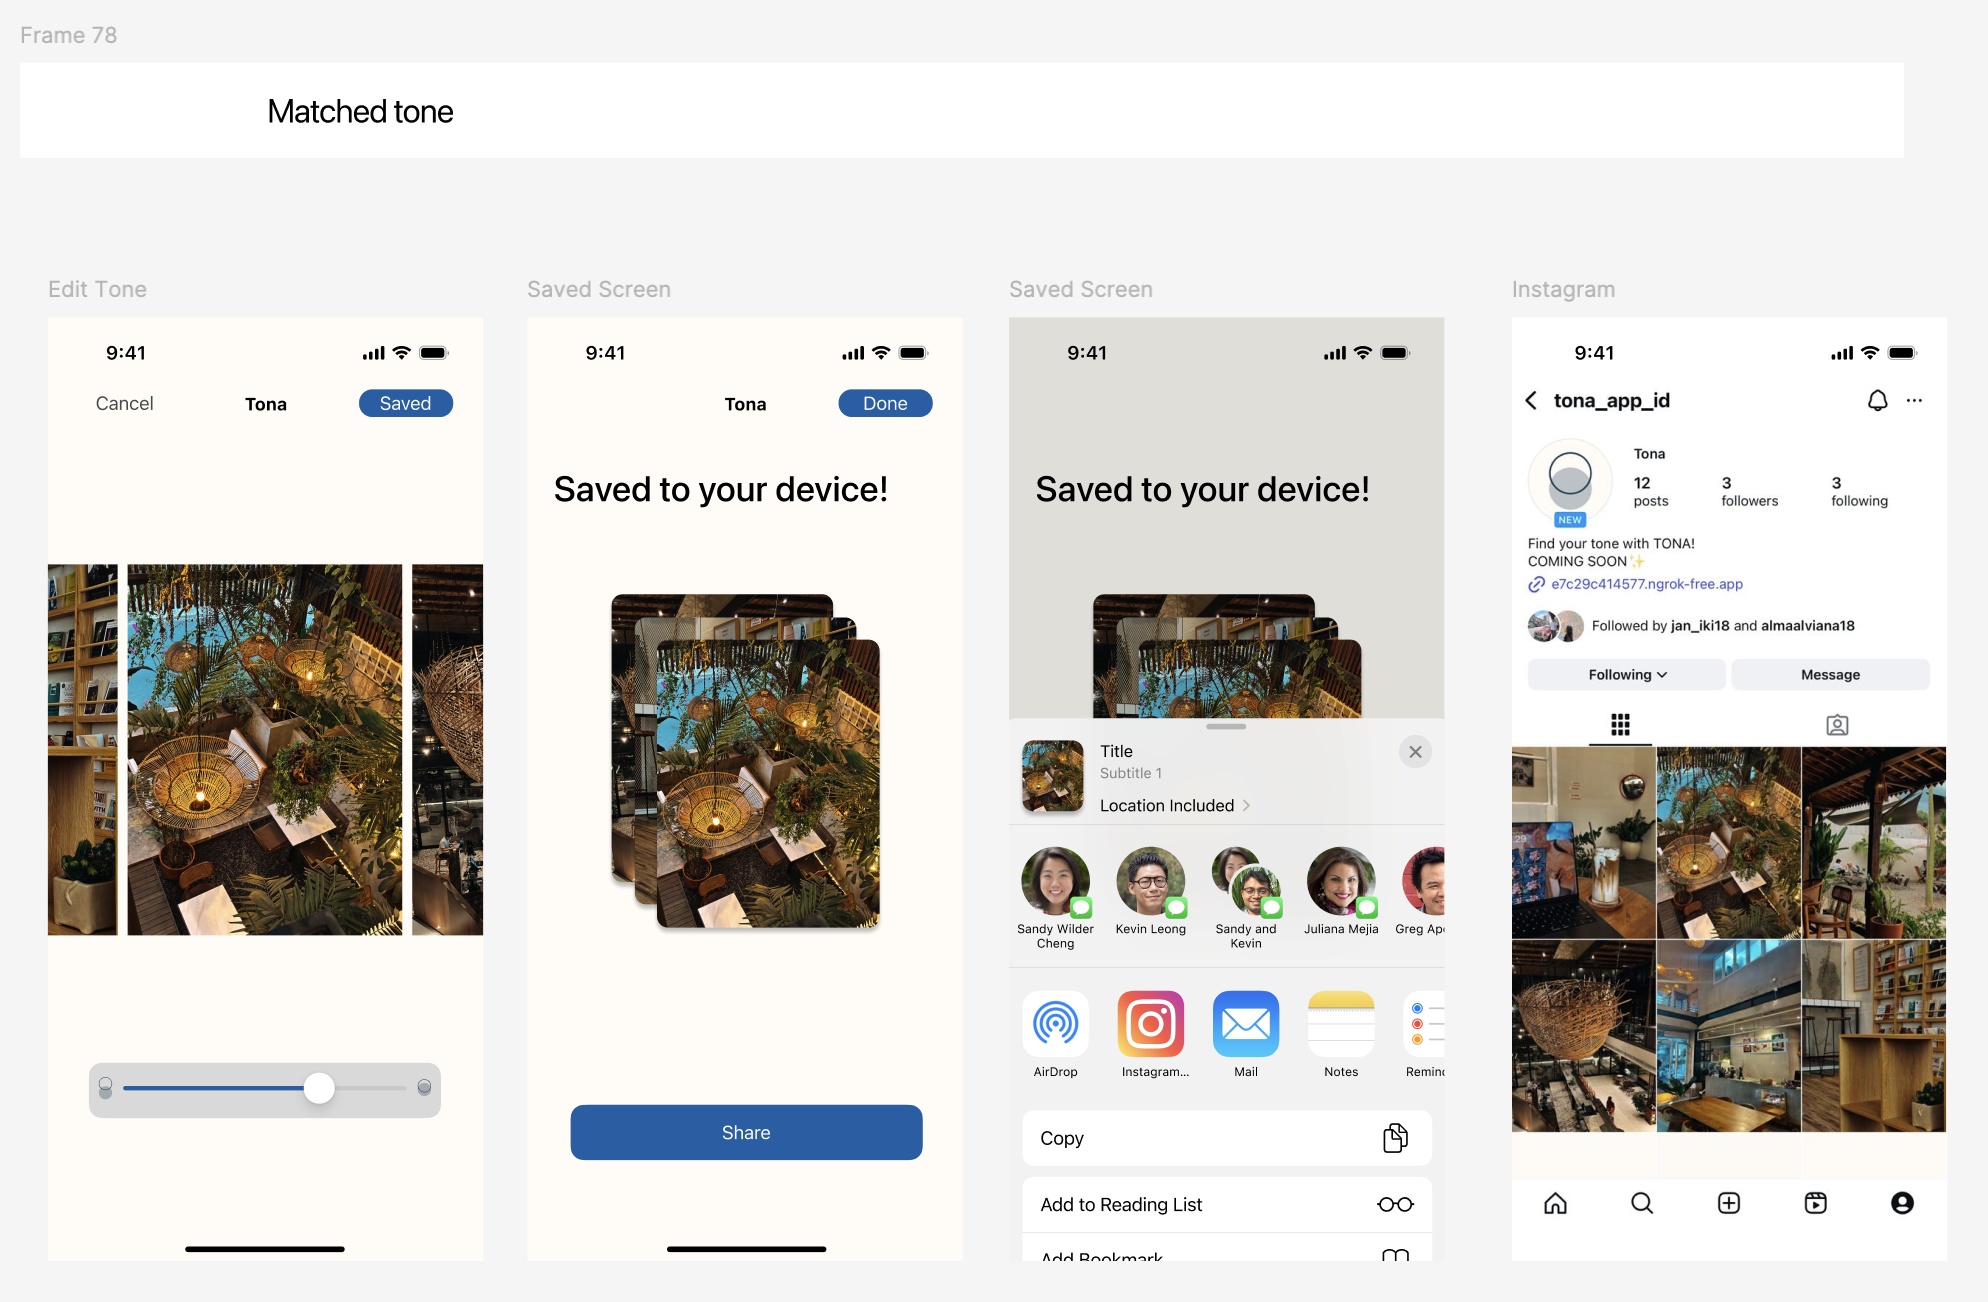 Frame 78
Matched tone
Edit Tone
9:41
Cancel
Tona
Saved
Saved Screen
9:41
Tona
Done
Saved to your device!
Share
Saved Screen
9:41
Saved to your device!
Title
Subtitle 1
Location Included
Sandy Wilder
Cheng
Kevin Leong
Sandy and
Kevin
Juliana Mejia
Greg Ap
AirDrop
Instagram...
Mail
Notes
Remin
Copy
Add to Reading List
Add Bookmark
Instagram
9:41
tona_app_id
Tona
12
posts
3
followers
3
following
NEW
Find your tone with TONA!
COMING SOON✨
e7c29c414577.ngrok-free.app
Followed by jan_iki18 and almaalviana18
Following
Message